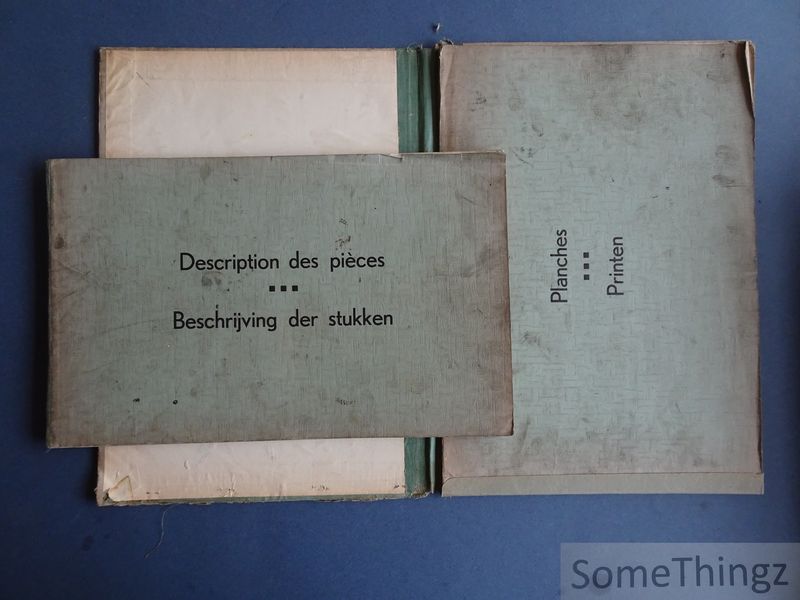 Description des pièces
Beschrijving der stukken
Planches
Printen
SomeThingz